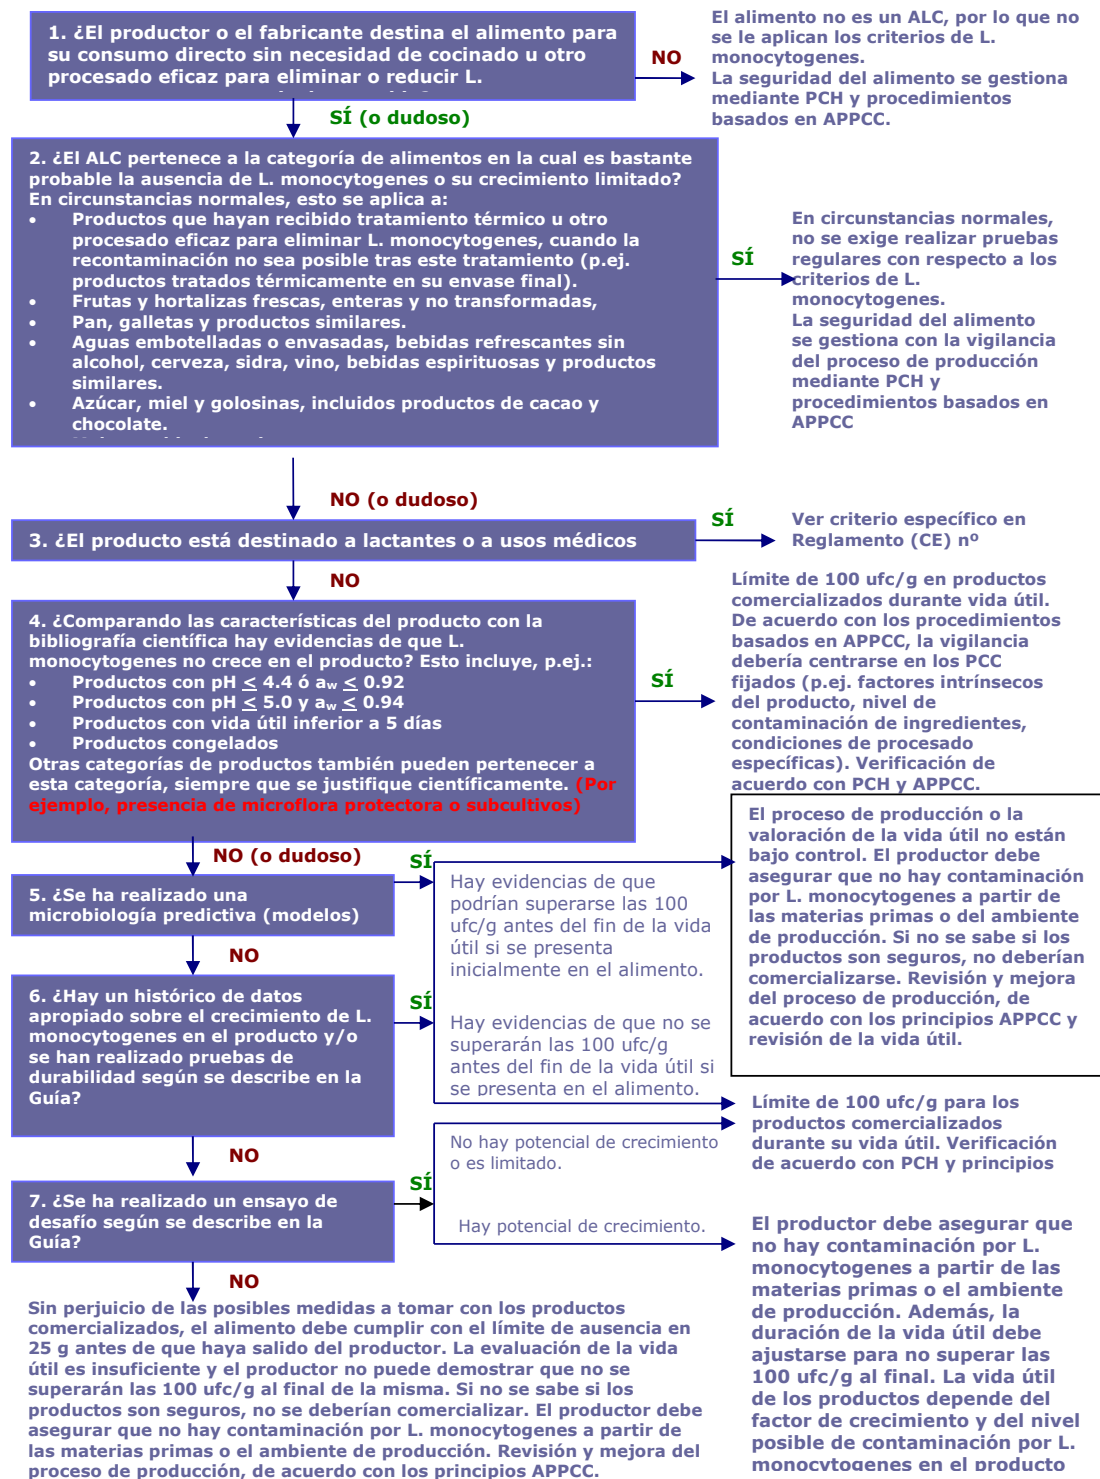 1. ¿El productor o el fabricante destina el alimento para
su consumo directo sin necesidad de cocinado u otro
procesado eficaz para eliminar o reducir L.
NO
El alimento no es un ALC, por lo que no
se le aplican los criterios de L.
monocytogenes.
La seguridad del alimento se gestiona
mediante PCH y procedimientos
basados en APPCC.
SÍ (o dudoso)
2. ¿El ALC pertenece a la categoría de alimentos en la cual es bastante
probable la ausencia de L. monocytogenes o su crecimiento limitado?
En circunstancias normales, esto se aplica a:
• Productos que hayan recibido tratamiento térmico u otro
procesado eficaz para eliminar L. monocytogenes, cuando la
recontaminación no sea posible tras este tratamiento (p.ej.
productos tratados térmicamente en su envase final).
• Frutas y hortalizas frescas, enteras y no transformadas,
• Pan, galletas y productos similares.
• Aguas embotelladas o envasadas, bebidas refrescantes sin
alcohol, cerveza, sidra, vino, bebidas espirituosas y productos
similares.
• Azúcar, miel y golosinas, incluidos productos de cacao y
chocolate.
SÍ
En circunstancias normales,
no se exige realizar pruebas
regulares con respecto a los
criterios de L.
monocytogenes.
La seguridad del alimento
se gestiona con la vigilancia
del proceso de producción
mediante PCH y
procedimientos basados en
APPCC
NO (o dudoso)
3. ¿El producto está destinado a lactantes o a usos médicos
SÍ
Ver criterio específico en
Reglamento (CE) nº
NO
4. ¿Comparando las características del producto con la
bibliografía científica hay evidencias de que L.
monocytogenes no crece en el producto? Esto incluye, p.ej.:
• Productos con pH ≤ 4.4 ó aw ≤ 0.92
• Productos con pH ≤ 5.0 y aw ≤ 0.94
• Productos con vida útil inferior a 5 días
• Productos congelados
Otras categorías de productos también pueden pertenecer a
esta categoría, siempre que se justifique científicamente. (Por
ejemplo, presencia de microflora protectora o subcultivos)
SÍ
Límite de 100 ufc/g en productos
comercializados durante vida útil.
De acuerdo con los procedimientos
basados en APPCC, la vigilancia
debería centrarse en los PCC
fijados (p.ej. factores intrínsecos
del producto, nivel de
contaminación de ingredientes,
condiciones de procesado
específicas). Verificación de
acuerdo con PCH y APPCC.
NO (o dudoso)
5. ¿Se ha realizado una
microbiología predictiva (modelos)
SÍ
Hay evidencias de que
podrían superarse las 100
ufc/g antes del fin de la vida
útil si se presenta
inicialmente en el alimento.
El proceso de producción o la
valoración de la vida útil no están
bajo control. El productor debe
asegurar que no hay contaminación
por L. monocytogenes a partir de
las materias primas o del ambiente
de producción. Si no se sabe si los
productos son seguros, no deberían
comercializarse. Revisión y mejora
del proceso de producción, de
acuerdo con los principios APPCC y
revisión de la vida útil.
NO
6. ¿Hay un histórico de datos
apropiado sobre el crecimiento de L.
monocytogenes en el producto y/o
se han realizado pruebas de
durabilidad según se describe en la
Guía?
SÍ
Hay evidencias de que no se
superarán las 100 ufc/g
antes del fin de la vida útil si
se presenta en el alimento.
Límite de 100 ufc/g para los
productos comercializados
durante su vida útil. Verificación
de acuerdo con PCH y principios
NO
7. ¿Se ha realizado un ensayo de
desafío según se describe en la
Guía?
SÍ
No hay potencial de crecimiento
o es limitado.
Hay potencial de crecimiento.
El productor debe asegurar que
no hay contaminación por L.
monocytogenes a partir de las
materias primas o el ambiente
de producción. Además, la
duración de la vida útil debe
ajustarse para no superar las
100 ufc/g al final. La vida útil
de los productos depende del
factor de crecimiento y del nivel
posible de contaminación por L.
monocytogenes en el producto
NO
Sin perjuicio de las posibles medidas a tomar con los productos
comercializados, el alimento debe cumplir con el límite de ausencia en
25 g antes de que haya salido del productor. La evaluación de la vida
útil es insuficiente y el productor no puede demostrar que no se
superarán las 100 ufc/g al final de la misma. Si no se sabe si los
productos son seguros, no se deberían comercializar. El productor debe
asegurar que no hay contaminación por L. monocytogenes a partir de
las materias primas o el ambiente de producción. Revisión y mejora del
proceso de producción, de acuerdo con los principios APPCC.